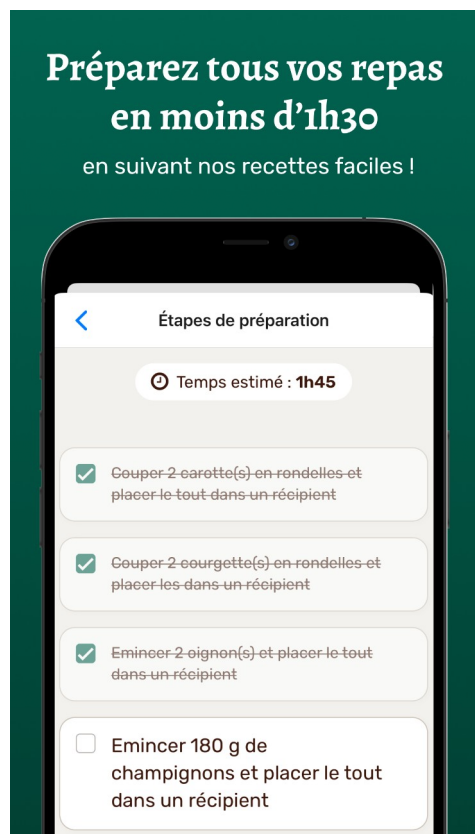 Préparez tous vos repas
en moins d'1h30
en suivant nos recettes faciles !
Étapes de préparation
Temps estimé : 1h45
Couper 2 carotte(s) en rondelles et
placer le tout dans un récipient
Couper 2 courgette(s) en rondelles et
placer les dans un récipient
Emincer 2 oignon(s) et placer le tout
dans un récipient
Emincer 180 g de
champignons et placer le tout
dans un récipient